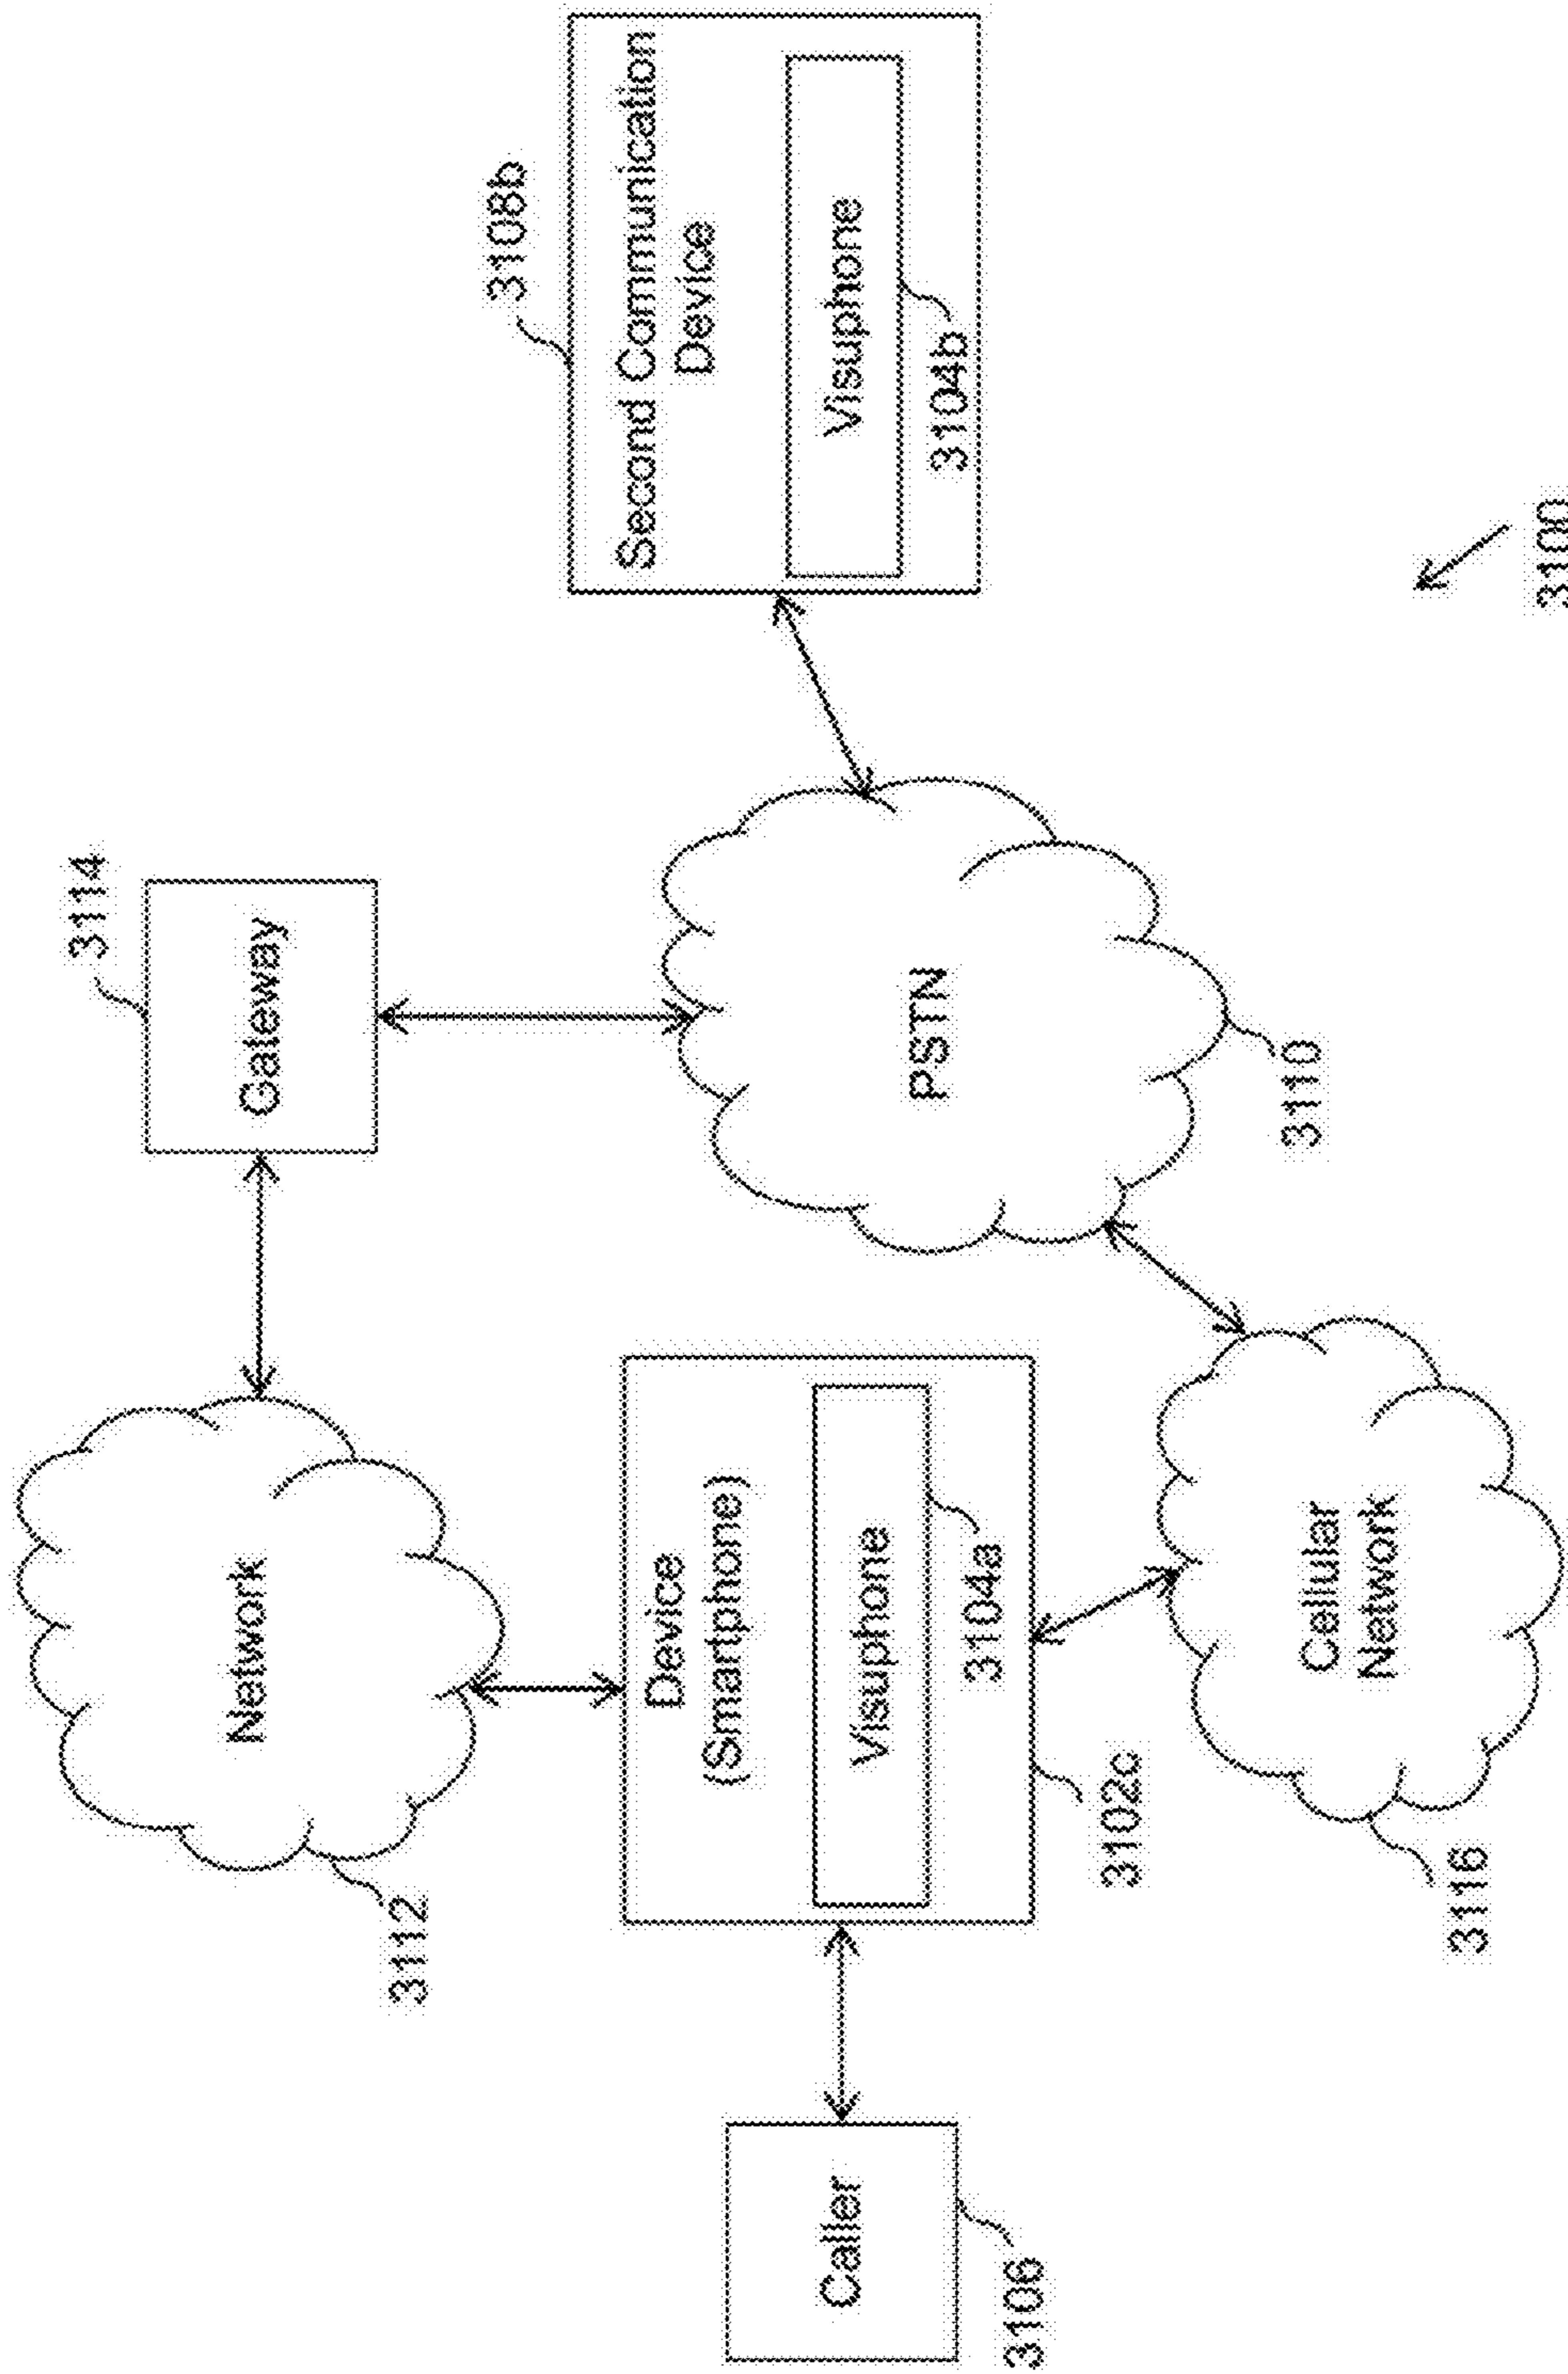 3114
Gateway
Network
3112
3108b
Second Communication
Device
Visuphone
3104b
Device
(Smartphone)
Visuphone
3104a
3102c
PSTN
3110
Caller
3106
Cellular
Network
3116
3100